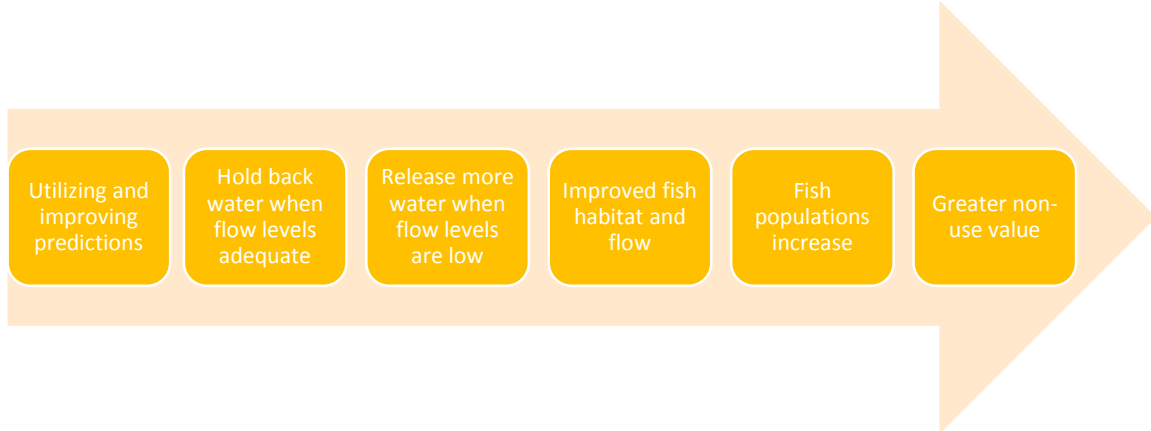 Utilizing and
improving
predictions
Hold back
water when
flow levels
adequate
Release more
water when
flow levels
are low
Improved fish
habitat and
flow
Fish
populations
increase
Greater non-
use value